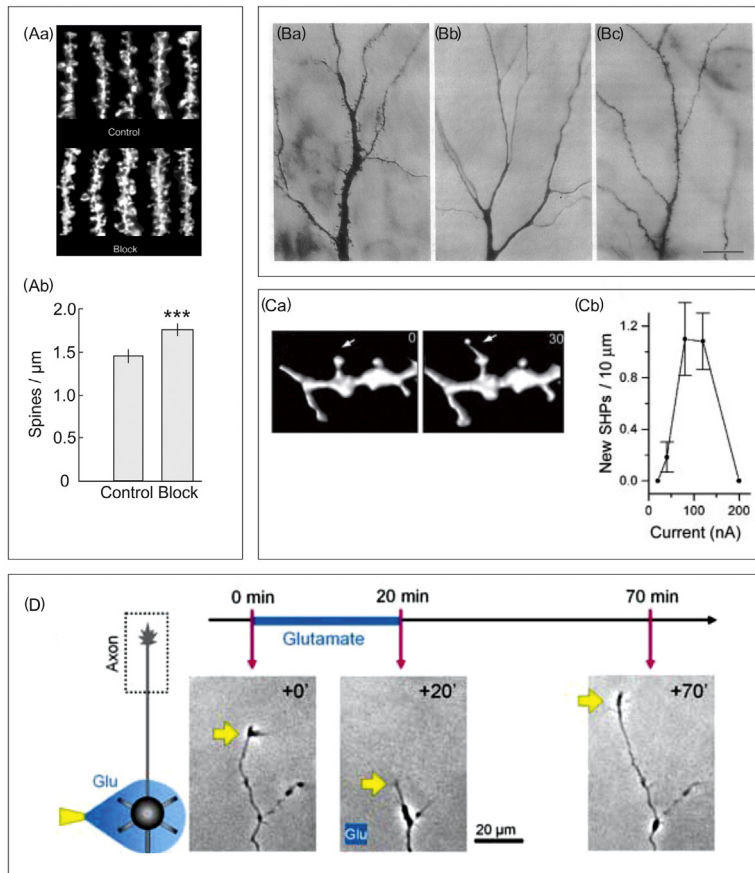 (Aa)
Control
Block
(Ab)
2.0
1.5
1.0
0.5
0
Spines / μm
***
Control Block
(Ba)
(Bb)
(Bc)
(Ca)
0
30
(Cb)
New SHPs / 10 μm
1.2
0.8
0.4
0.0
0
100
200
Current (nA)
(D)
Axon
Glu
0 min
20 min
70 min
Glutamate
+0'
+20'
+70'
Glu
20 μm